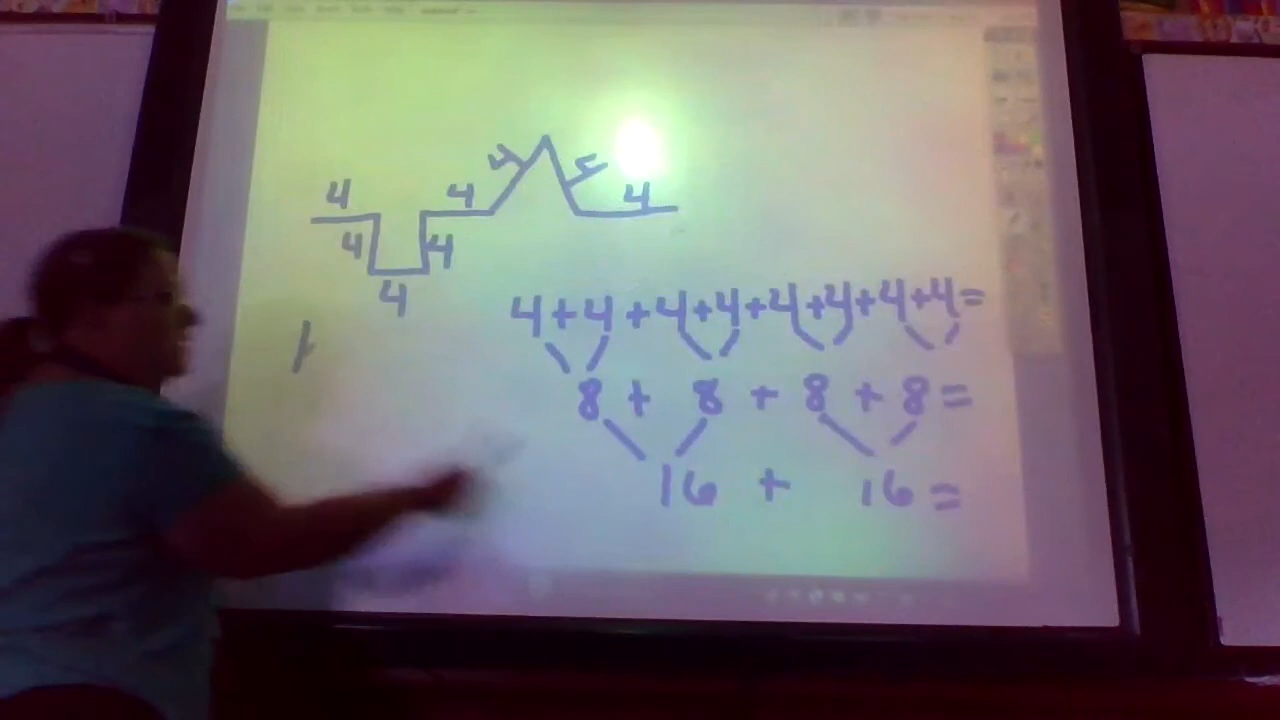 4 4 4 4 4
4 4
4
4+4+4+4+4+4+4+4=
8 + 8 + 8 + 8 =
16 + 16 =